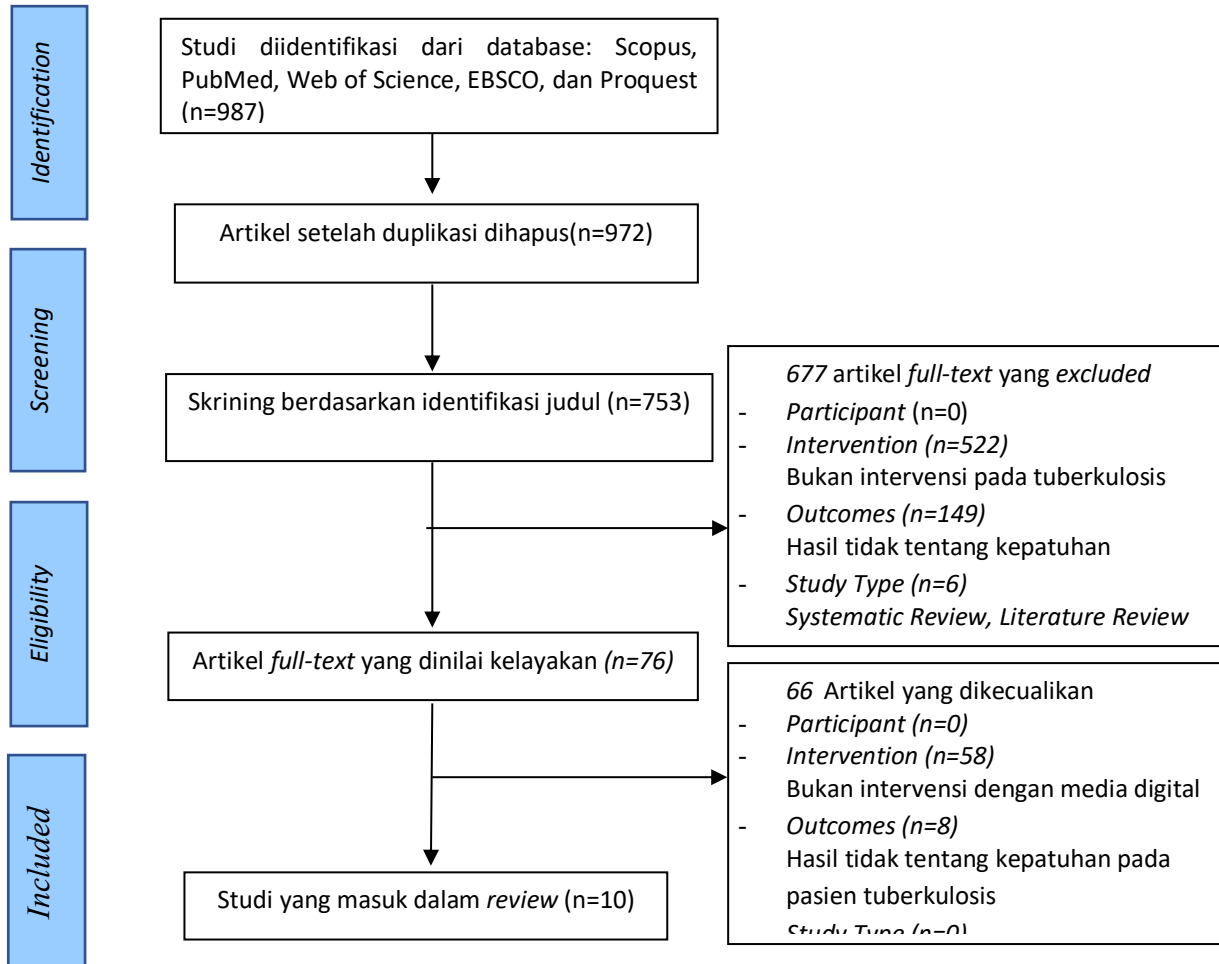 Identification
Studi diidentifikasi dari database: Scopus,
PubMed, Web of Science, EBSCO, dan Proquest
(n=987)
Artikel setelah duplikasi dihapus(n=972)
Screening
Skrining berdasarkan identifikasi judul (n=753)
677 artikel full-text yang excluded
- Participant (n=0)
- Intervention (n=522)
Bukan intervensi pada tuberkulosis
- Outcomes (n=149)
Hasil tidak tentang kepatuhan
- Study Type (n=6)
Systematic Review, Literature Review
Eligibility
Artikel full-text yang dinilai kelayakan (n=76)
66 Artikel yang dikecualikan
- Participant (n=0)
- Intervention (n=58)
Bukan intervensi dengan media digital
- Outcomes (n=8)
Hasil tidak tentang kepatuhan pada
pasien tuberkulosis
Study Type (n=0)
Included
Studi yang masuk dalam review (n=10)